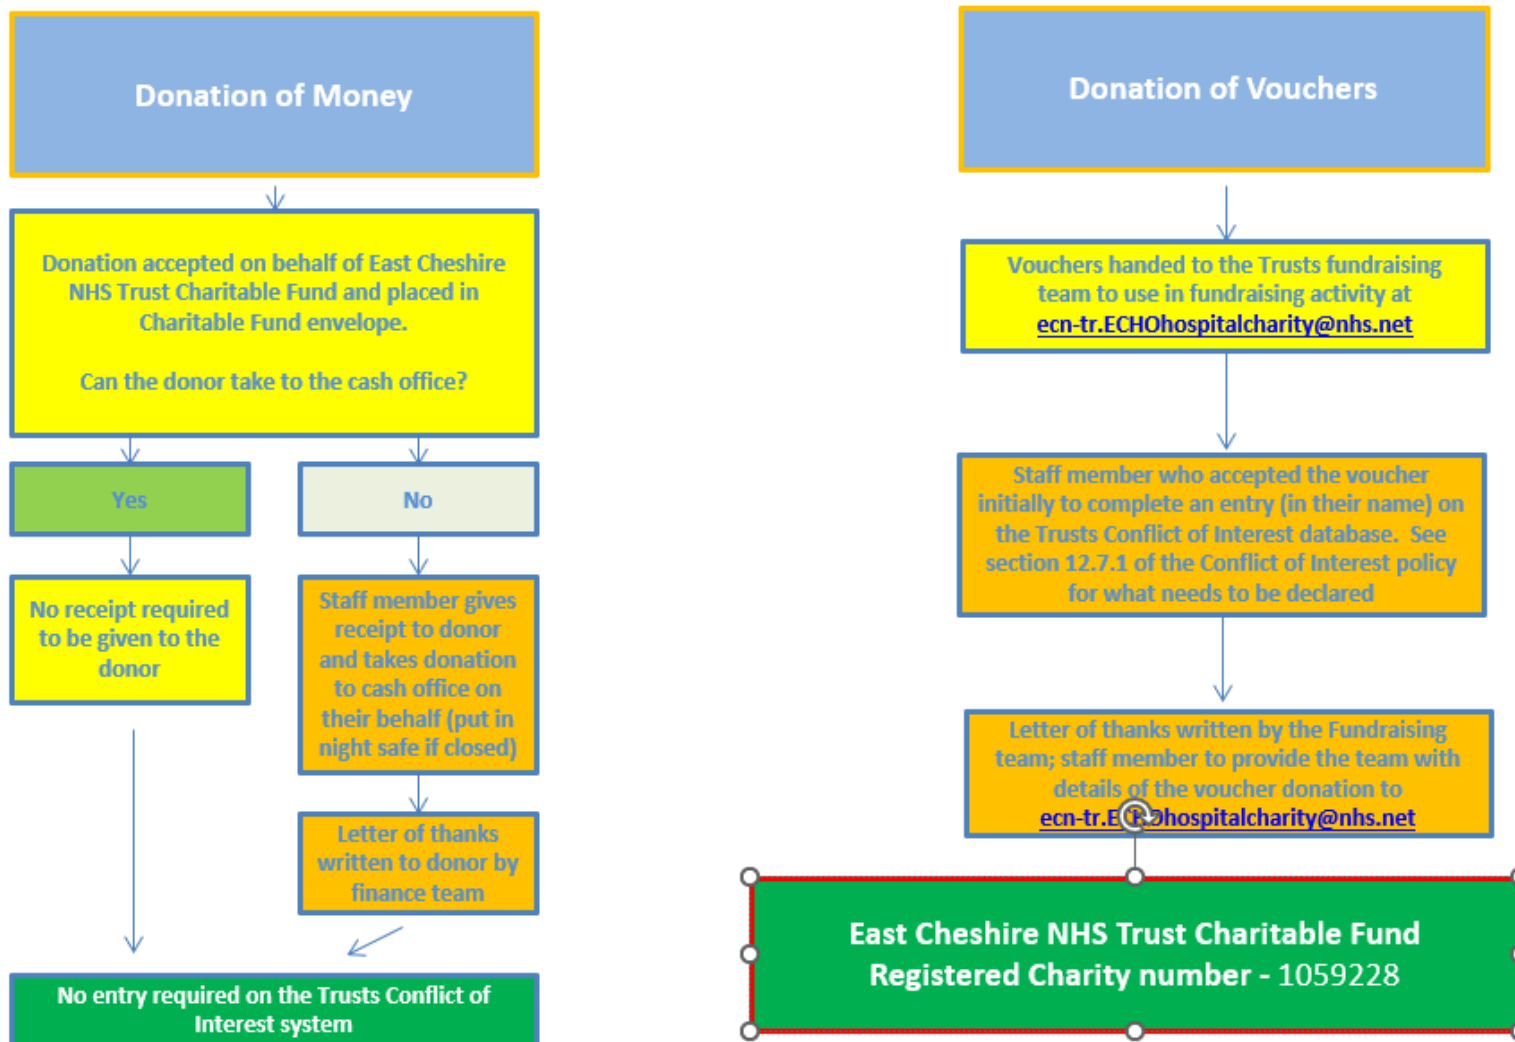 Donation of Money
Donation accepted on behalf of East Cheshire
NHS Trust Charitable Fund and placed in
Charitable Fund envelope.
Can the donor take to the cash office?
Yes
No
No receipt required
to be given to the
donor
Staff member gives
receipt to donor
and takes donation
to cash office on
their behalf (put in
night safe if closed)
Letter of thanks
written to donor by
finance team
No entry required on the Trusts Conflict of
Interest system
Donation of Vouchers
Vouchers handed to the Trusts fundraising
team to use in fundraising activity at
ecn-tr.ECHOhospitalcharity@nhs.net
Staff member who accepted the voucher
initially to complete an entry (in their name) on
the Trusts Conflict of Interest database. See
section 12.7.1 of the Conflict of Interest policy
for what needs to be declared
Letter of thanks written by the Fundraising
team; staff member to provide the team with
details of the voucher donation to
ecn-tr.ECHOhospitalcharity@nhs.net
East Cheshire NHS Trust Charitable Fund
Registered Charity number - 1059228